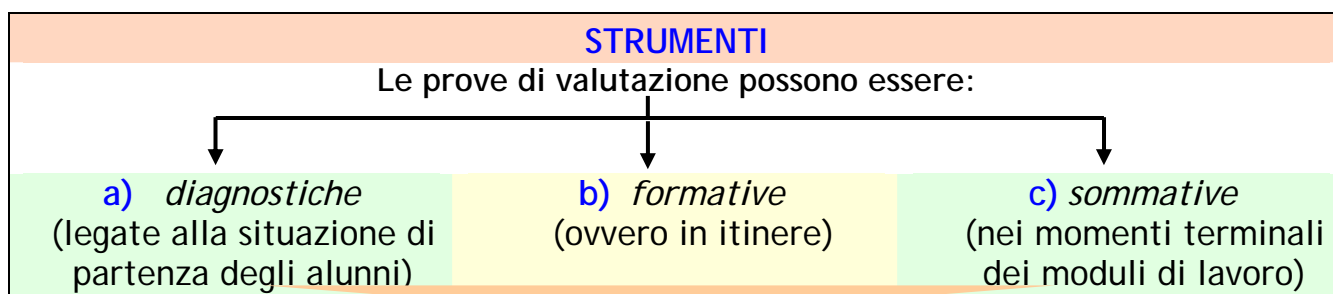 STRUMENTI
Le prove di valutazione possono essere:
a) diagnostiche
(legate alla situazione di
partenza degli alunni)
b) formative
(ovvero in itinere)
c) sommative
(nei momenti terminali
dei moduli di lavoro)